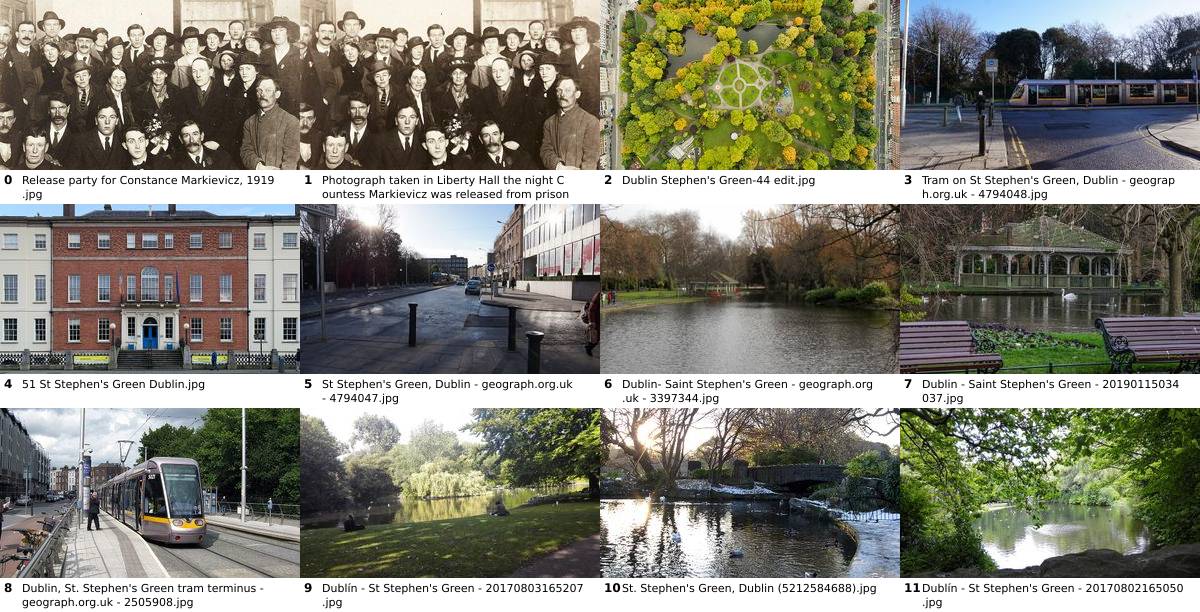 0 Release party for Constance Markievicz, 1919
.jpg
1 Photograph taken in Liberty Hall the night C
ountess Markievicz was released from prison
2 Dublin Stephen's Green-44 edit.jpg
3 Tram on St Stephen's Green, Dublin - geograp
h.org.uk - 4794048.jpg
4 51 St Stephen's Green Dublin.jpg
5 St Stephen's Green, Dublin - geograph.org.uk
- 4794047.jpg
6 Dublin- Saint Stephen's Green - geograph.org
.uk - 3397344.jpg
7 Dublin - Saint Stephen's Green - 20190115034
037.jpg
8 Dublin, St. Stephen's Green tram terminus -
geograph.org.uk - 2505908.jpg
9 Dublín - St Stephen's Green - 20170803165207
.jpg
10 St. Stephen's Green, Dublin (5212584688).jpg
11 Dublín - St Stephen's Green - 20170802165050
.jpg